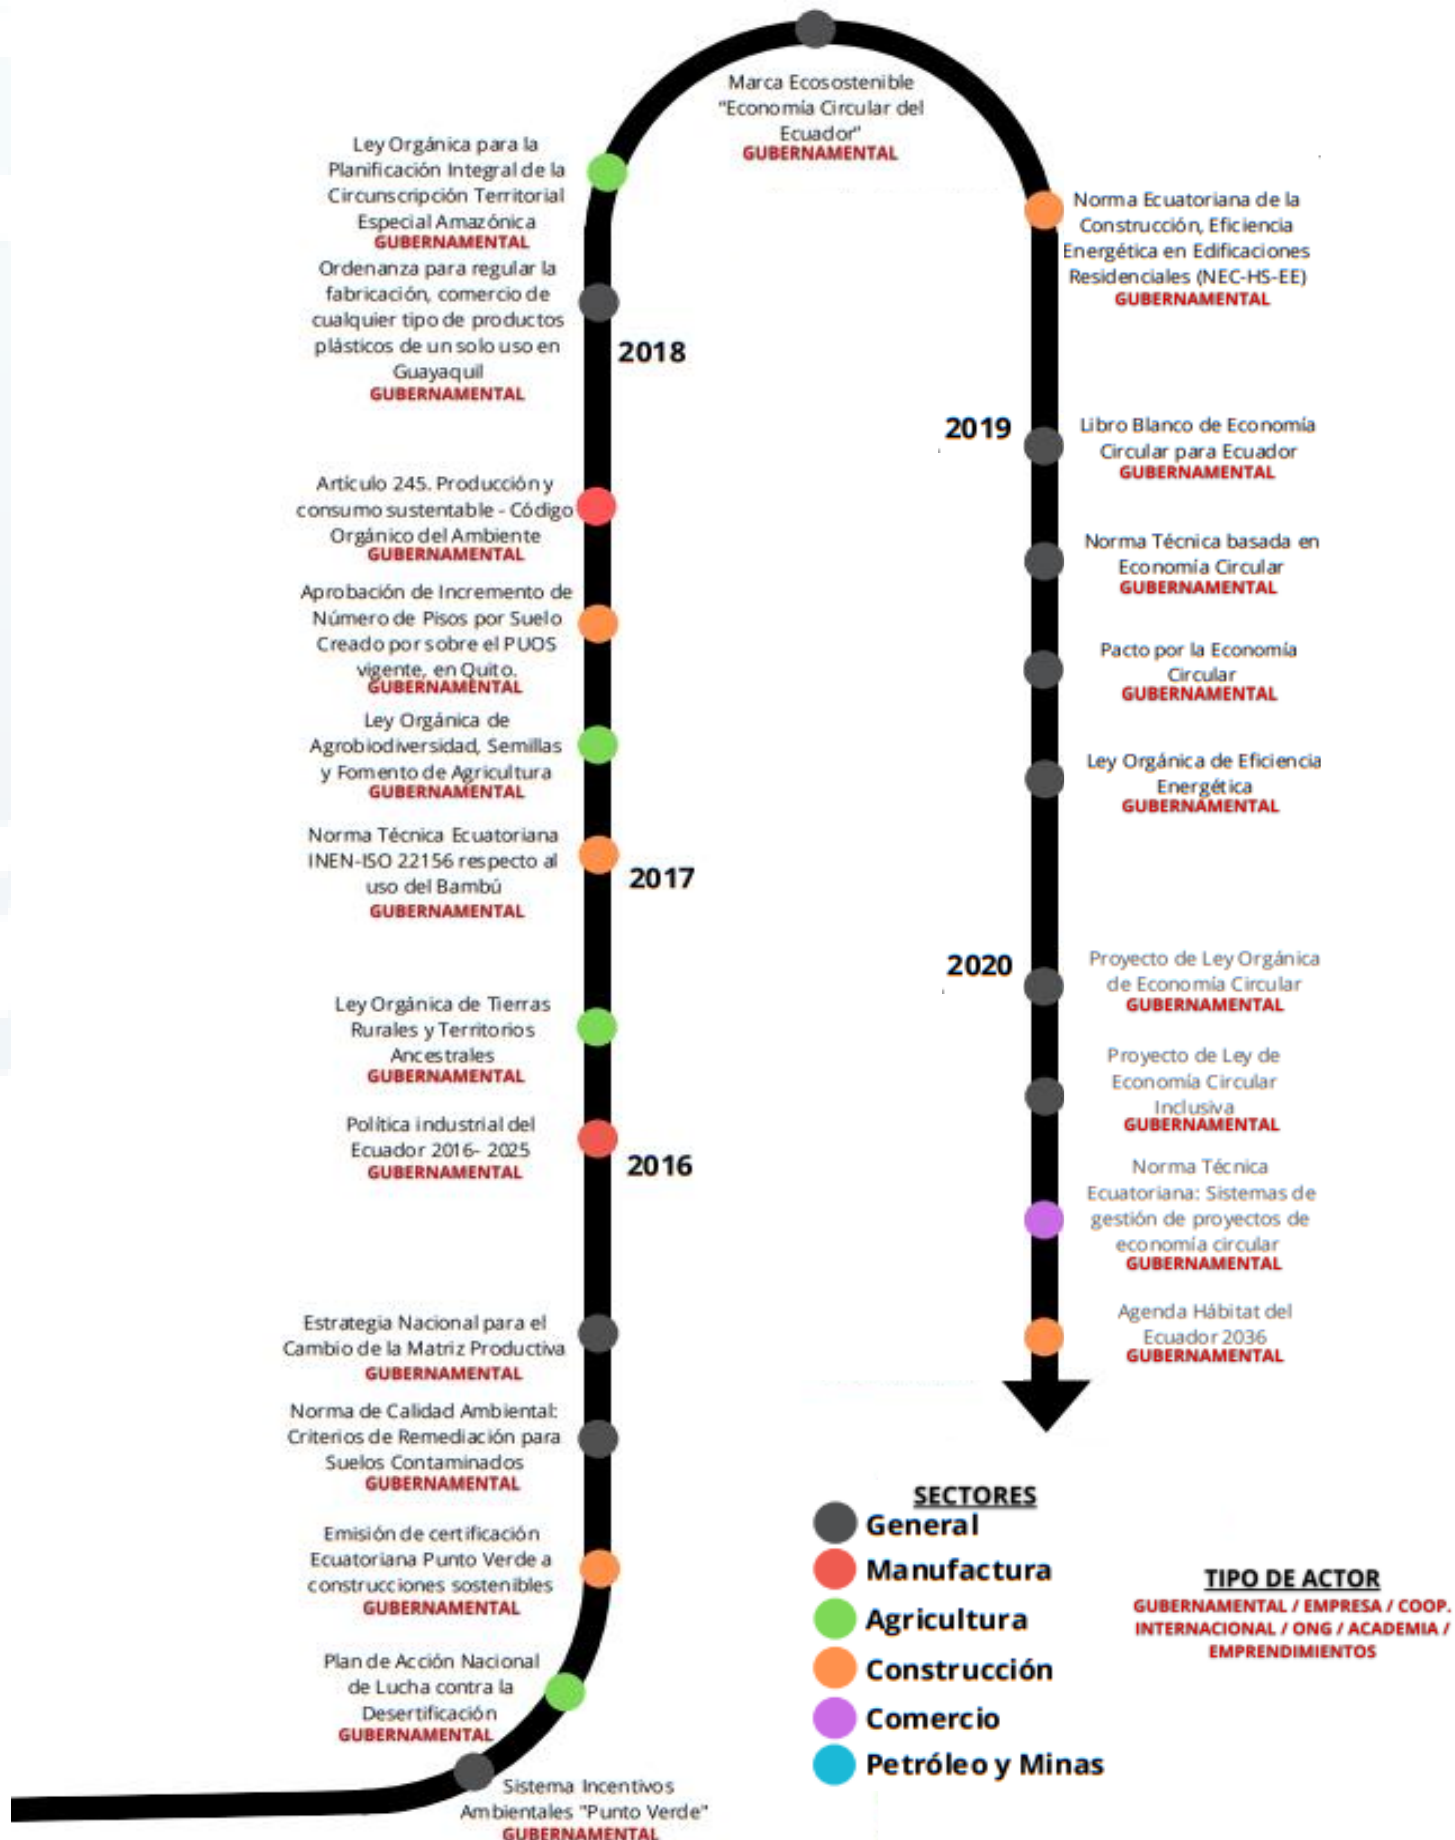 Marca Ecosostenible
"Economía Circular del
Ecuador"
GUBERNAMENTAL
Ley Orgánica para la
Planificación Integral de la
Circunscripción Territorial
Especial Amazónica
GUBERNAMENTAL
Ordenanza para regular la
fabricación, comercio de
cualquier tipo de productos
plásticos de un solo uso en
Guayaquil
GUBERNAMENTAL
2018
Artículo 245. Producción y
consumo sustentable - Código
Orgánico del Ambiente
GUBERNAMENTAL
Aprobación de Incremento de
Número de Pisos por Suelo
Creado por sobre el PUOS
vigente, en Quito.
GUBERNAMENTAL
Ley Orgánica de
Agrobiodiversidad, Semillas
y Fomento de Agricultura
GUBERNAMENTAL
Norma Técnica Ecuatoriana
INEN-ISO 22156 respecto al
uso del Bambú
GUBERNAMENTAL
2017
Ley Orgánica de Tierras
Rurales y Territorios
Ancestrales
GUBERNAMENTAL
Política industrial del
Ecuador 2016- 2025
GUBERNAMENTAL
2016
Estrategia Nacional para el
Cambio de la Matriz Productiva
GUBERNAMENTAL
Norma de Calidad Ambiental:
Criterios de Remediación para
Suelos Contaminados
GUBERNAMENTAL
Emisión de certificación
Ecuatoriana Punto Verde a
construcciones sostenibles
GUBERNAMENTAL
Plan de Acción Nacional
de Lucha contra la
Desertificación
GUBERNAMENTAL
Sistema Incentivos
Ambientales "Punto Verde"
GUBERNAMENTAL
Norma Ecuatoriana de la
Construcción, Eficiencia
Energética en Edificaciones
Residenciales (NEC-HS-EE)
GUBERNAMENTAL
2019
Libro Blanco de Economía
Circular para Ecuador
GUBERNAMENTAL
Norma Técnica basada en
Economía Circular
GUBERNAMENTAL
Pacto por la Economía
Circular
GUBERNAMENTAL
Ley Orgánica de Eficiencia
Energética
GUBERNAMENTAL
2020
Proyecto de Ley Orgánica
de Economía Circular
GUBERNAMENTAL
Proyecto de Ley de
Economía Circular
Inclusiva
GUBERNAMENTAL
Norma Técnica
Ecuatoriana: Sistemas de
gestión de proyectos de
economía circular
GUBERNAMENTAL
Agenda Hábitat del
Ecuador 2036
GUBERNAMENTAL
SECTORES
General
Manufactura
Agricultura
Construcción
Comercio
Petróleo y Minas
TIPO DE ACTOR
GUBERNAMENTAL / EMPRESA / COOP.
INTERNACIONAL / ONG / ACADEMIA /
EMPRENDIMIENTOS